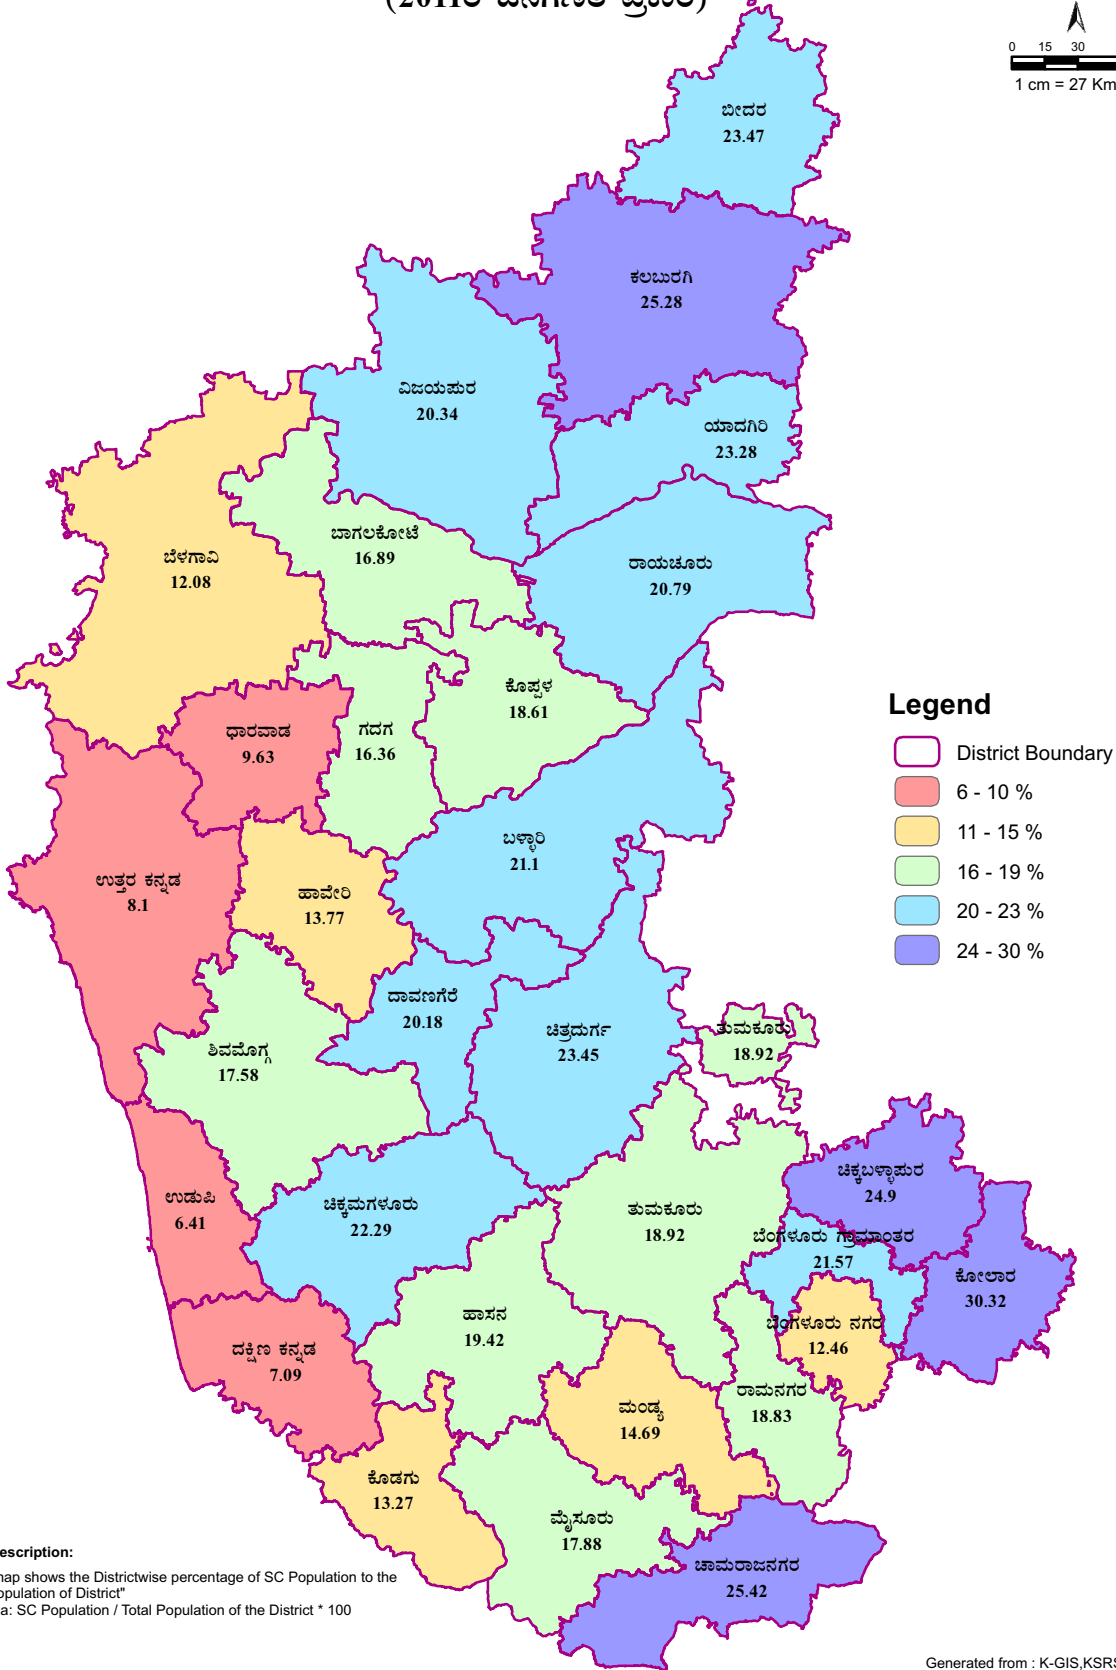 0 15 30
1 cm = 27 Km
ಬೀದರ
23.47
ಕಲಬುರಗಿ
25.28
ವಿಜಯಪುರ
20.34
ಯಾದಗಿರಿ
23.28
ಬಾಗಲಕೋಟೆ
16.89
ಬೆಳಗಾವಿ
12.08
ರಾಯಚೂರು
20.79
ಕೊಪ್ಪಳ
18.61
ಧಾರವಾಡ
9.63
ಗದಗ
16.36
Legend
District Boundary
6 - 10 %
11 - 15 %
16 - 19 %
20 - 23 %
24 - 30 %
ಬಳ್ಳಾರಿ
21.1
ಉತ್ತರ ಕನ್ನಡ
8.1
ಹಾವೇರಿ
13.77
ದಾವಣಗೆರೆ
20.18
ಚಿತ್ರದುರ್ಗ
23.45
ತುಮಕೂರು
18.92
ಶಿವಮೊಗ್ಗ
17.58
ಚಿಕ್ಕಬಳ್ಳಾಪುರ
24.9
ಉಡುಪಿ
6.41
ಚಿಕ್ಕಮಗಳೂರು
22.29
ತುಮಕೂರು
18.92
ಬೆಂಗಳೂರು ಗ್ರಾಮಾಂತರ
21.57
ಕೋಲಾರ
30.32
ಹಾಸನ
19.42
ಬೆಂಗಳೂರು ನಗರ
12.46
ದಕ್ಷಿಣ ಕನ್ನಡ
7.09
ರಾಮನಗರ
18.83
ಮಂಡ್ಯ
14.69
ಕೊಡಗು
13.27
ಮೈಸೂರು
17.88
ಚಾಮರಾಜನಗರ
25.42
escription:
map shows the Districtwise percentage of SC Population to the
opulation of District"
a: SC Population / Total Population of the District * 100
Generated from : K-GIS,KSRS